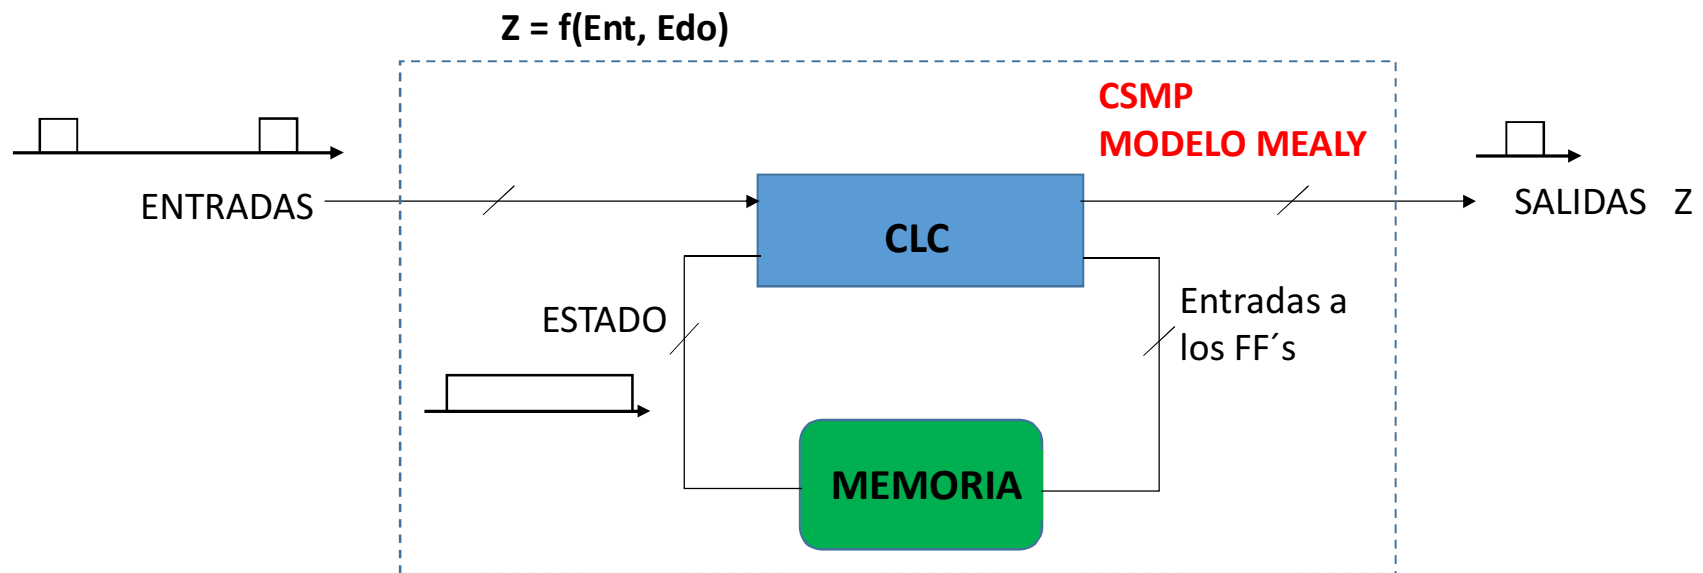 Z = f(Ent, Edo)
CSMP
MODELO MEALY
ENTRADAS
CLC
SALIDAS Z
ESTADO
Entradas a
los FF´s
MEMORIA